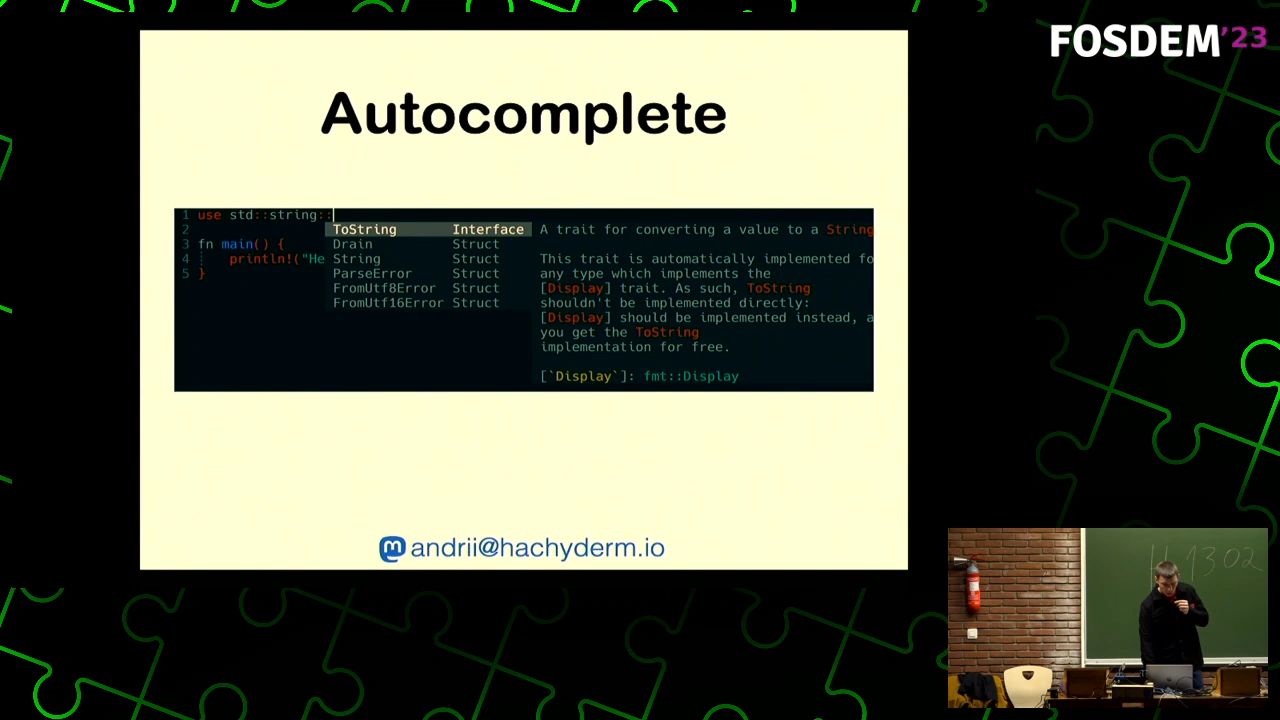 FOSDEM'23
Autocomplete
1 use std::string::
2
3 fn main() {
4 println!("He
5 }
ToString Interface
Drain Struct
String Struct
ParseError Struct
FromUtf8Error Struct
FromUtf16Error Struct
A trait for converting a value to a String
This trait is automatically implemented fo
any type which implements the
[Display] trait. As such, ToString
shouldn't be implemented directly:
[Display] should be implemented instead, a
you get the ToString
implementation for free.
[`Display`]: fmt::Display
andrii@hachyderm.io
H.1302